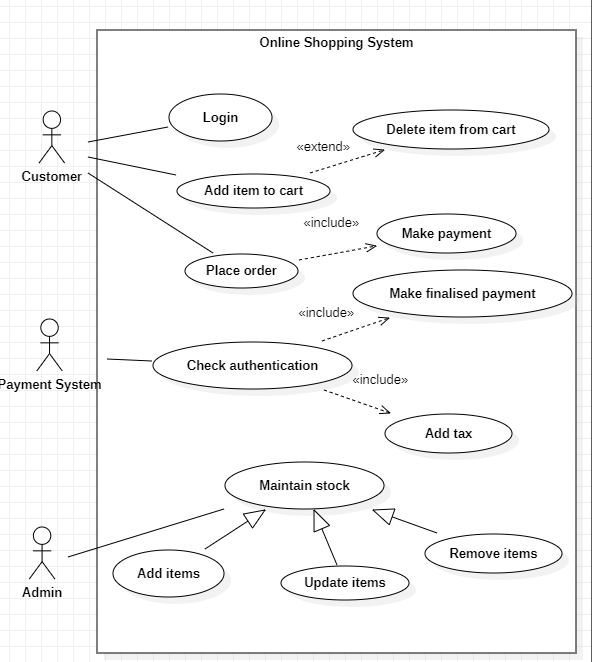 Online Shopping System
Login
Delete item from cart
«extend»
Customer
Add item to cart
«include»
Make payment
Place order
Make finalised payment
«include»
Check authentication
Payment System
«include»
Add tax
Maintain stock
Remove items
Add items
Update items
Admin